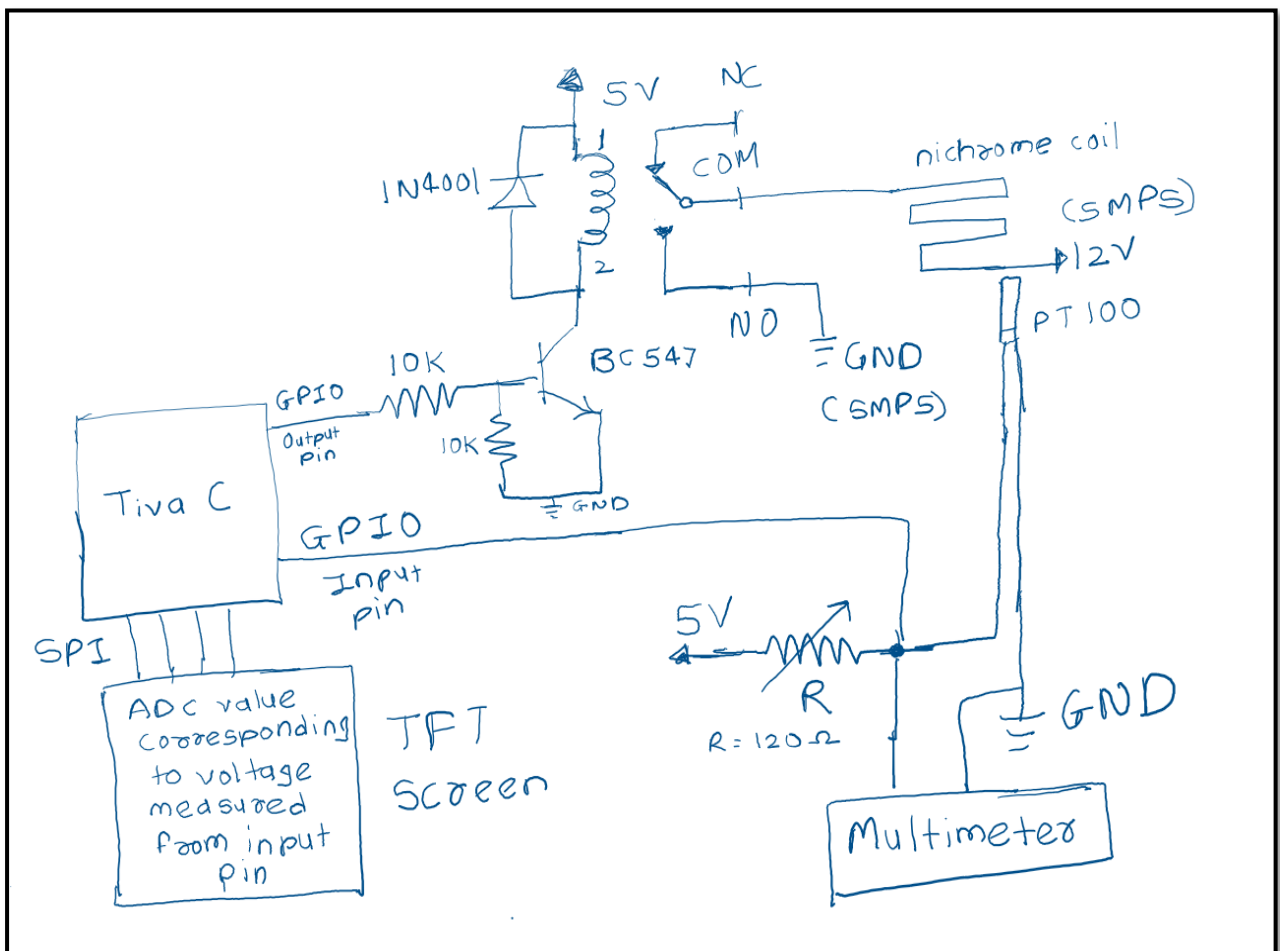 5V
NC
1
COM
1N4001
nichrome coil
(SMPS)
12V
2
NO
PT100
GND
(SMPS)
BC547
10K
GPIO
Output
pin
10K
GND
Tiva C
GPIO
Input
pin
SPI
5V
R
R = 120Ω
GND
ADC value
corresponding
to voltage
measured
from input
pin
TFT
Screen
Multimeter